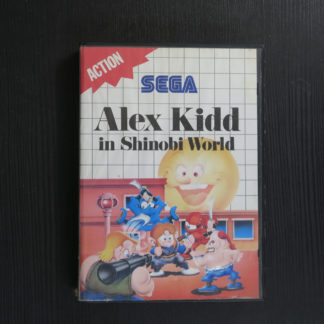 ACTION
SEGA
Alex Kidd
in Shinobi World